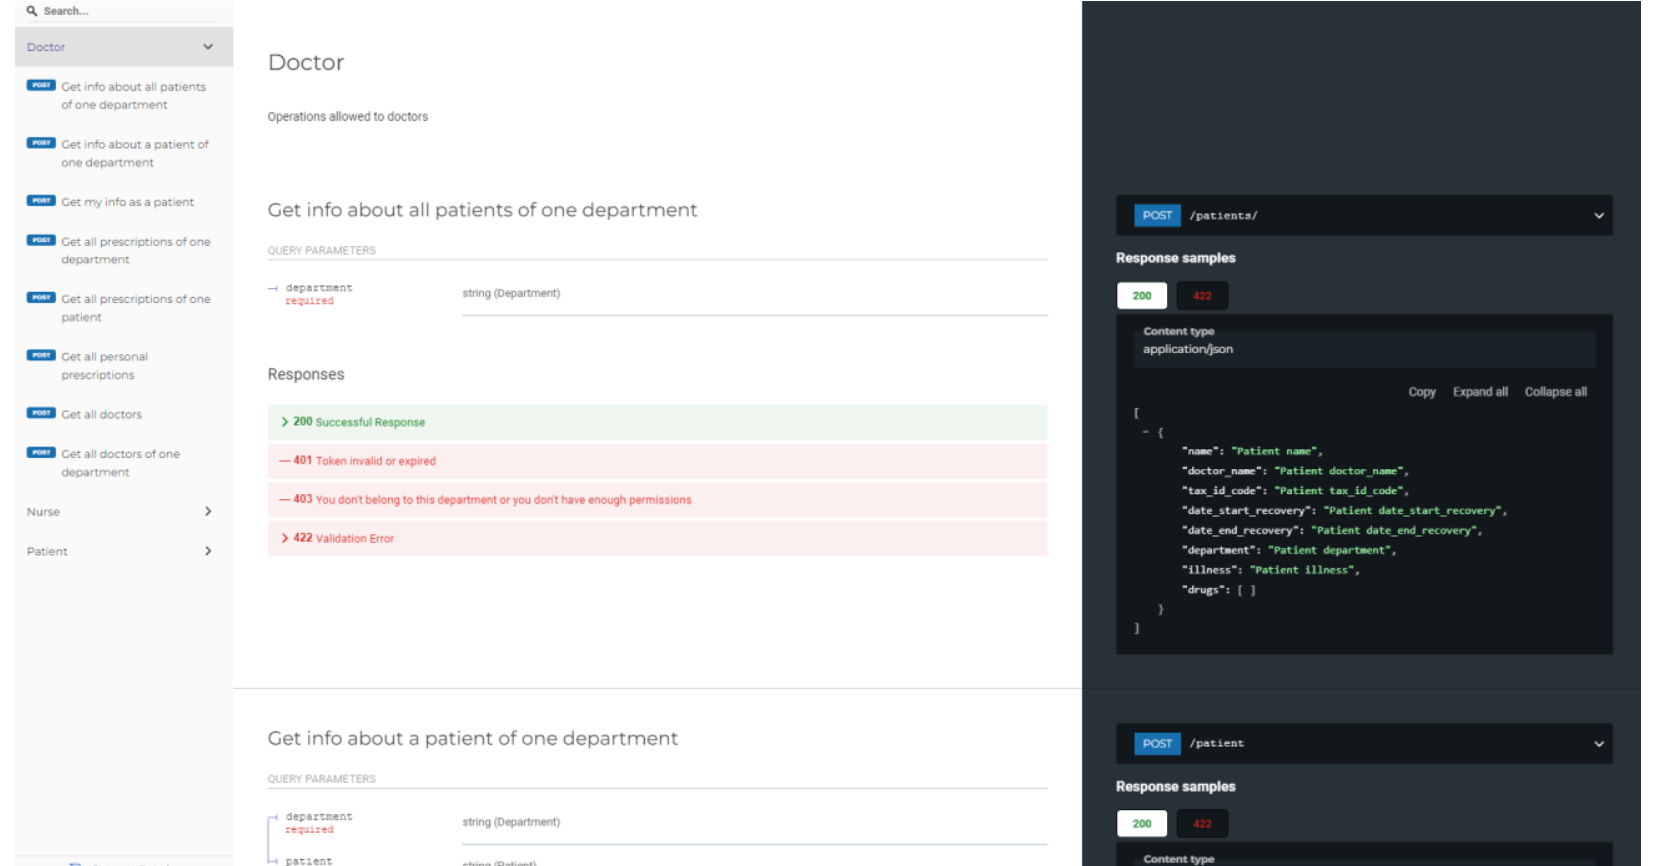 Search...
Doctor
POST Get info about all patients
of one department
POST Get info about a patient of
one department
POST Get my info as a patient
POST Get all prescriptions of one
department
POST Get all prescriptions of one
patient
POST Get all personal
prescriptions
POST Get all doctors
POST Get all doctors of one
department
Nurse
Patient
Doctor
Operations allowed to doctors
Get info about all patients of one department
QUERY PARAMETERS
department
required
string (Department)
Responses
200 Successful Response
401 Token invalid or expired
403 You don't belong to this department or you don't have enough permissions
422 Validation Error
POST /patients/
Response samples
200 422
Content type
application/json
Copy Expand all Collapse all
[
- {
"name": "Patient name",
"doctor_name": "Patient doctor_name",
"tax_id_code": "Patient tax_id_code",
"date_start_recovery": "Patient date_start_recovery",
"date_end_recovery": "Patient date_end_recovery",
"department": "Patient department",
"illness": "Patient illness",
"drugs": [ ]
}
]
Get info about a patient of one department
QUERY PARAMETERS
department
required
string (Department)
patient
string (Patient)
POST /patient
Response samples
200 422
Content type